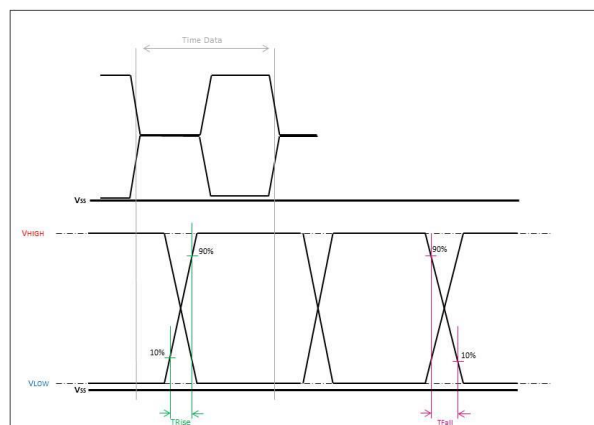 Time Data
Vss
VHIGH
90%
90%
10%
10%
VLOW
Vss
TRise
TFall